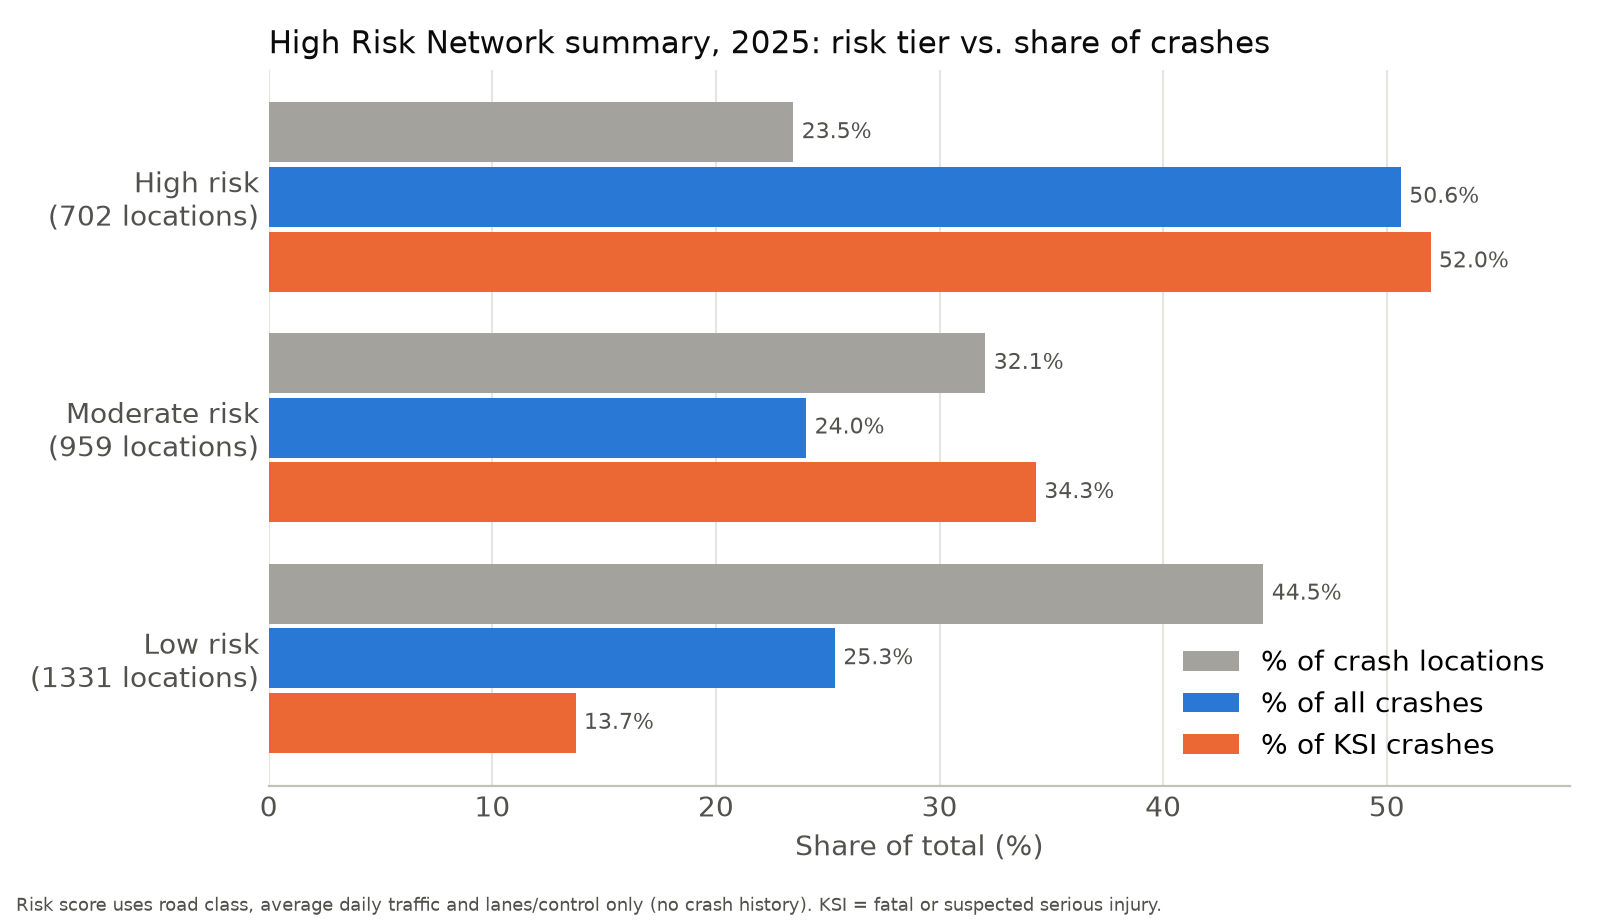 High Risk Network summary, 2025: risk tier vs. share of crashes
23.5%
High risk
(702 locations)
50.6%
52.0%
32.1%
Moderate risk
(959 locations)
24.0%
34.3%
44.5%
Low risk
(1331 locations)
25.3%
13.7%
% of crash locations
% of all crashes
% of KSI crashes
0 10 20 30 40 50
Share of total (%)
Risk score uses road class, average daily traffic and lanes/control only (no crash history). KSI = fatal or suspected serious injury.